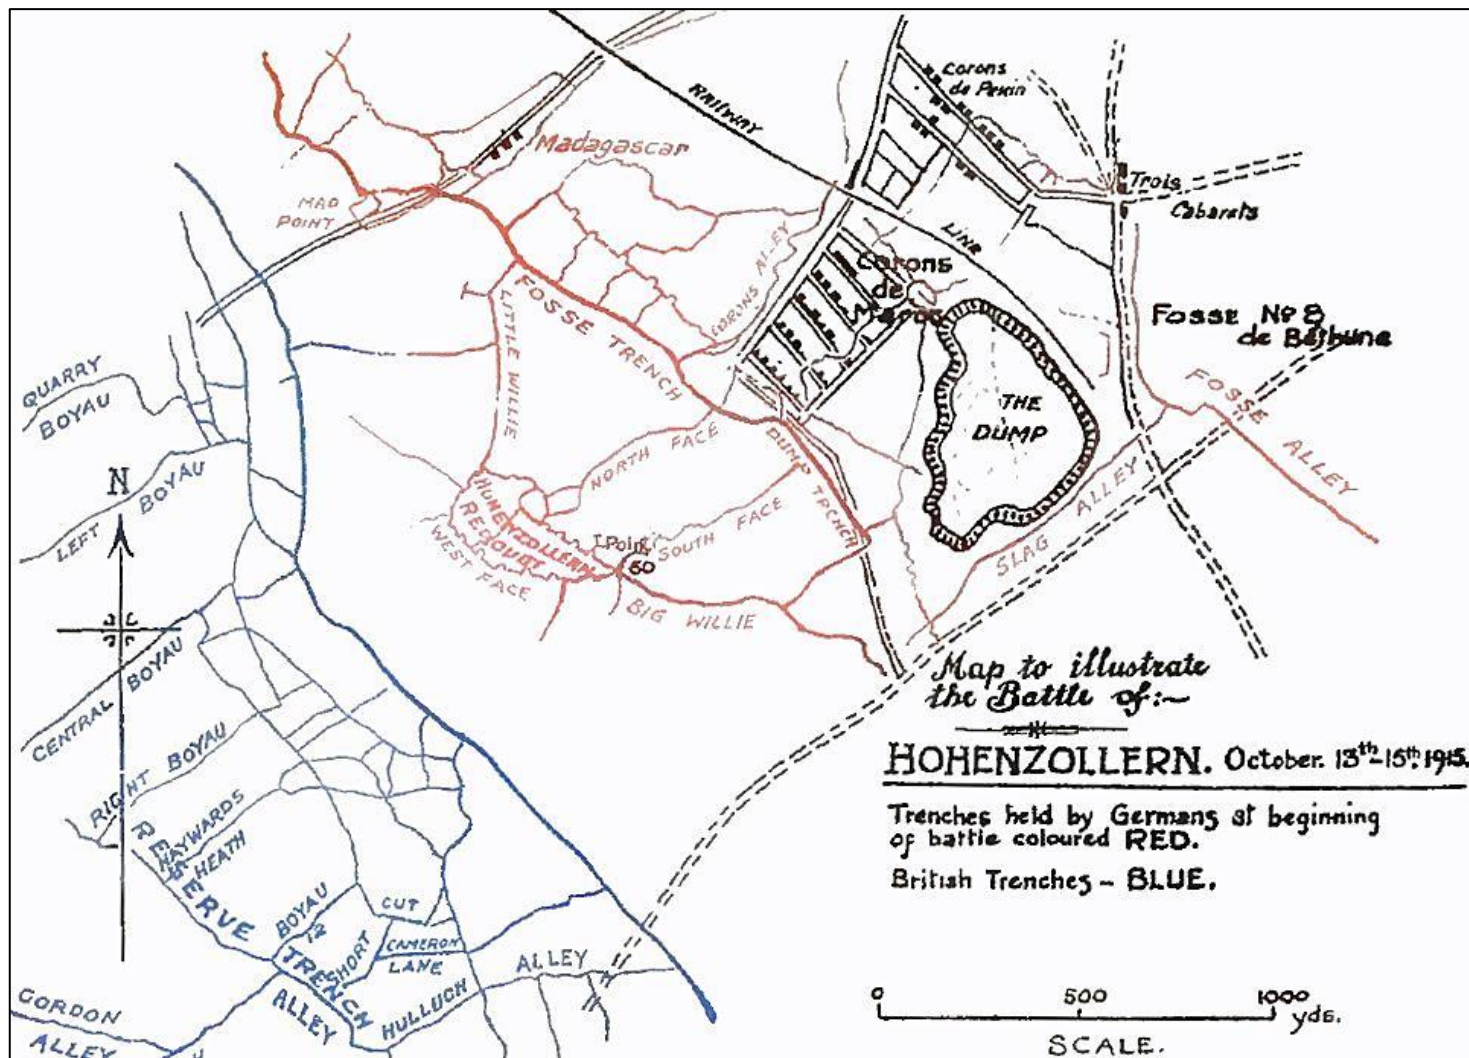 RAILWAY
Corons
de Pekin
Madagascar
MAD
POINT
Trois
Cabarets
LINE
CORONS ALEY
Corons
de
FOSSE TRENCH
LITTLE WILLIE
Fosse No 8
de Bethune
QUARRY
BOYAU
THE
DUMP
FOSSE ALLEY
NORTH FACE
DUMP TRENCH
LEFT BOYAU
N
HOHENZOLLERN
REDOUBT
WEST FACE
Point
60
SOUTH FACE
SLAG ALLEY
BIG WILLIE
CENTRAL BOYAU
Map to illustrate
the Battle of:~
HOHENZOLLERN. October. 13th-15th. 1915.
Trenches held by Germans at beginning
of battle coloured RED.
British Trenches - BLUE.
RIGHT BOYAU
HAYWARDS
HEATH
RESERVE TRENCH
BOYAU
12
CUT
SHORT
CAMERON
LANE
ALLEY
HULLUCH ALLEY
GORDON
ALLEY
0 500 1000
yds.
SCALE.